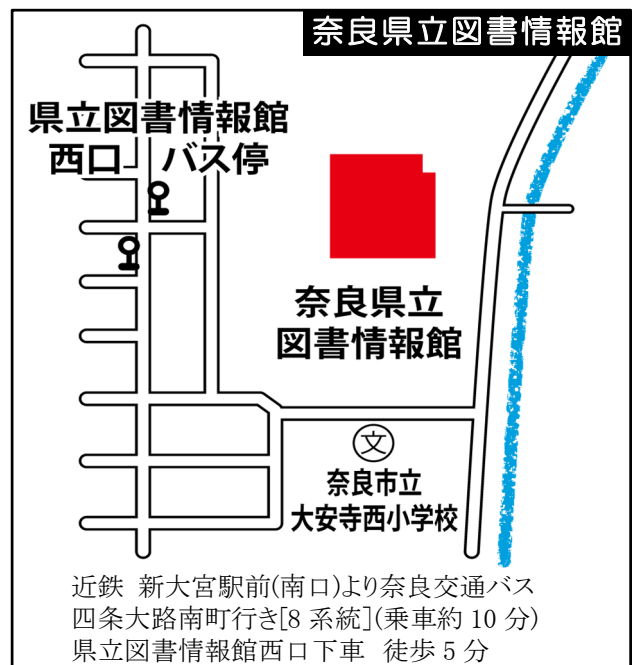 奈良県立図書情報館
県立図書情報館
西口 バス停
奈良県立
図書情報館
文
奈良市立
大安寺西小学校
近鉄 新大宮駅前(南口)より奈良交通バス
四条大路南町行き[8 系統](乗車約 10 分)
県立図書情報館西口下車 徒歩 5 分